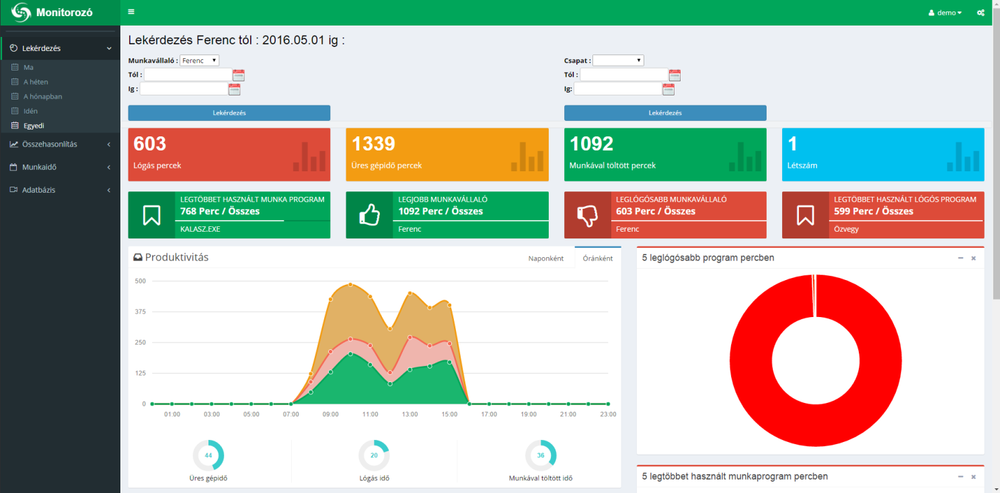 Monitorozó
demo
Lekérdezés
Ma
A héten
A hónapban
Idén
Egyedi
Összehasonlítás
Munkaidő
Adatbázis
Lekérdezés Ferenc tól : 2016.05.01 ig :
Munkavállaló : Ferenc
Tól :
Ig :
Lekérdezés
Csapat :
Tól :
Ig:
Lekérdezés
603
Lógás percek
1339
Üres gépidő percek
1092
Munkával töltött percek
1
Létszám
LEGTÖBBET HASZNÁLT MUNKA PROGRAM
768 Perc / Összes
KALASZ.EXE
LEGJOBB MUNKAVÁLLALÓ
1092 Perc / Összes
Ferenc
LEGLÓGÓSABB MUNKAVÁLLALÓ
603 Perc / Összes
Ferenc
LEGTÖBBET HASZNÁLT LÓGÓS PROGRAM
599 Perc / Összes
Özvegy
Produktivitás
Naponként Óránként
500
375
250
125
0
01:00 03:00 05:00 07:00 09:00 11:00 13:00 15:00 17:00 19:00 21:00 23:00
44
Üres gépidő
20
Lógás idő
36
Munkával töltött idő
5 leglógósabb program percben
5 legtöbbet használt munkaprogram percben